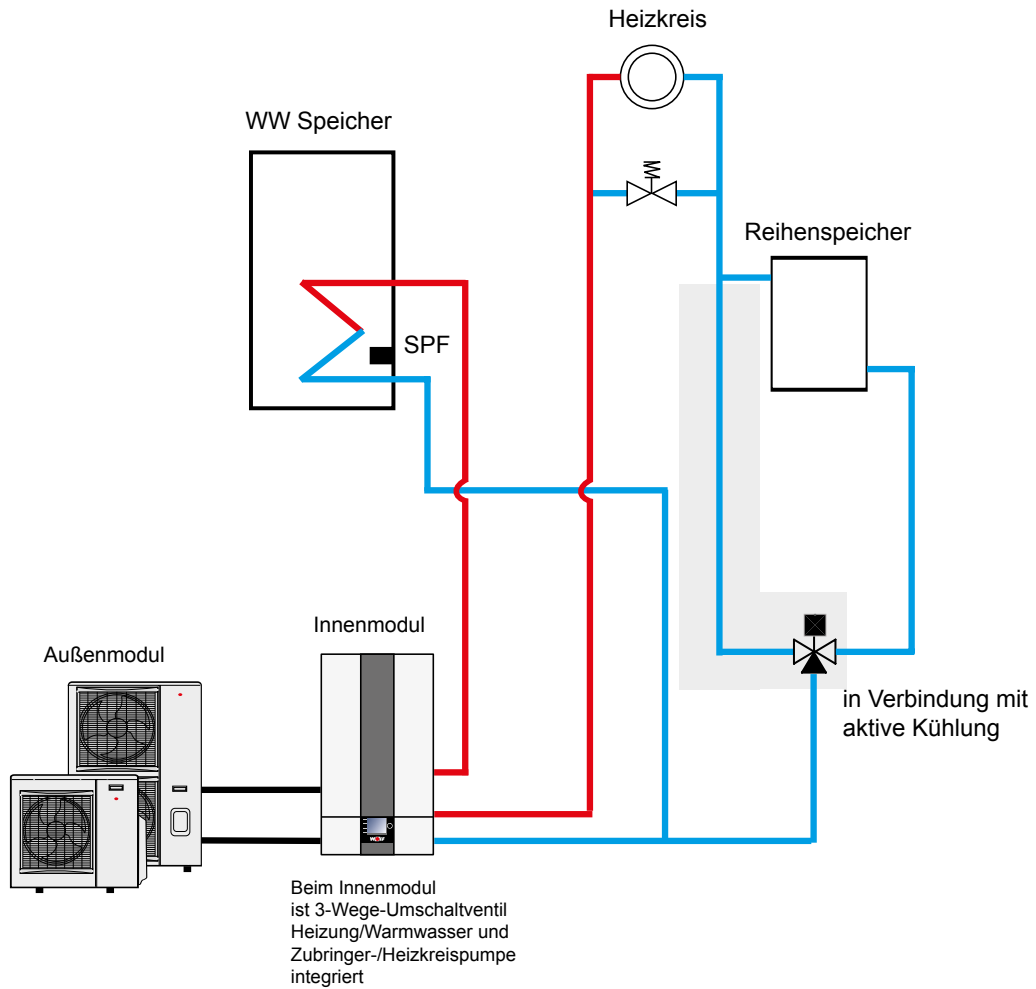 Heizkreis
WW Speicher
Reihenspeicher
SPF
Innenmodul
Außenmodul
in Verbindung mit
aktive Kühlung
WOLF
Beim Innenmodul
ist 3-Wege-Umschaltventil
Heizung/Warmwasser und
Zubringer-/Heizkreispumpe
integriert